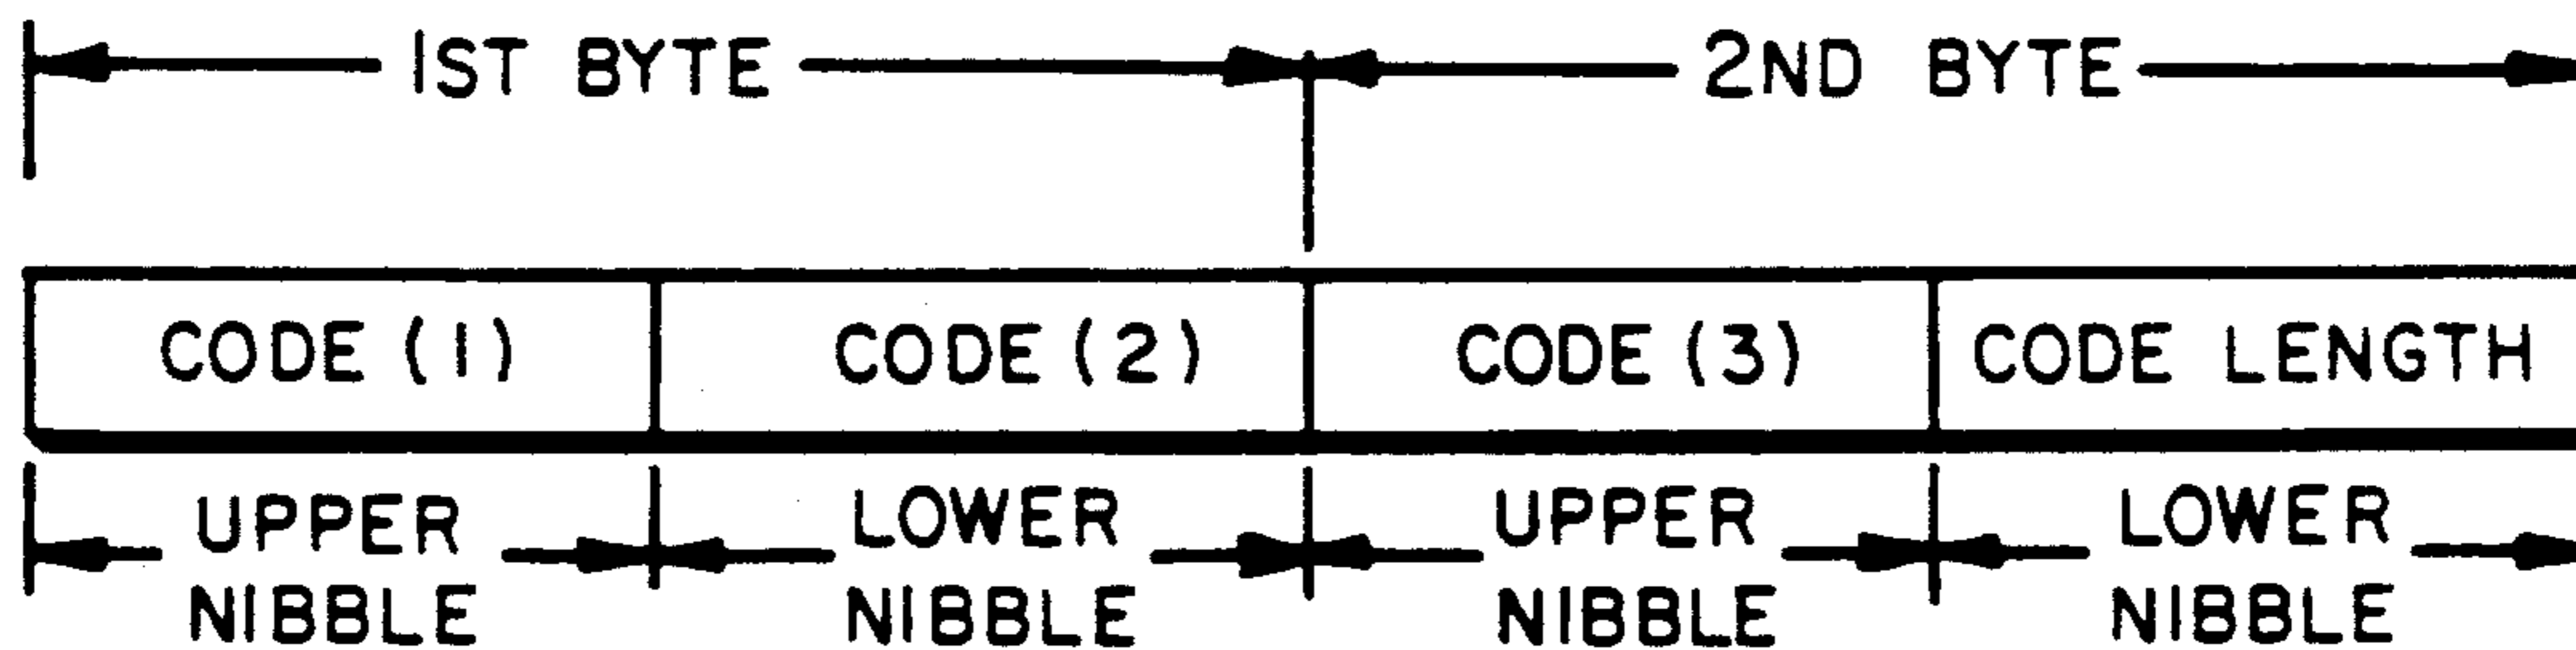 1ST BYTE 2ND BYTE
CODE (1) CODE (2) CODE (3) CODE LENGTH
UPPER NIBBLE LOWER NIBBLE UPPER NIBBLE LOWER NIBBLE